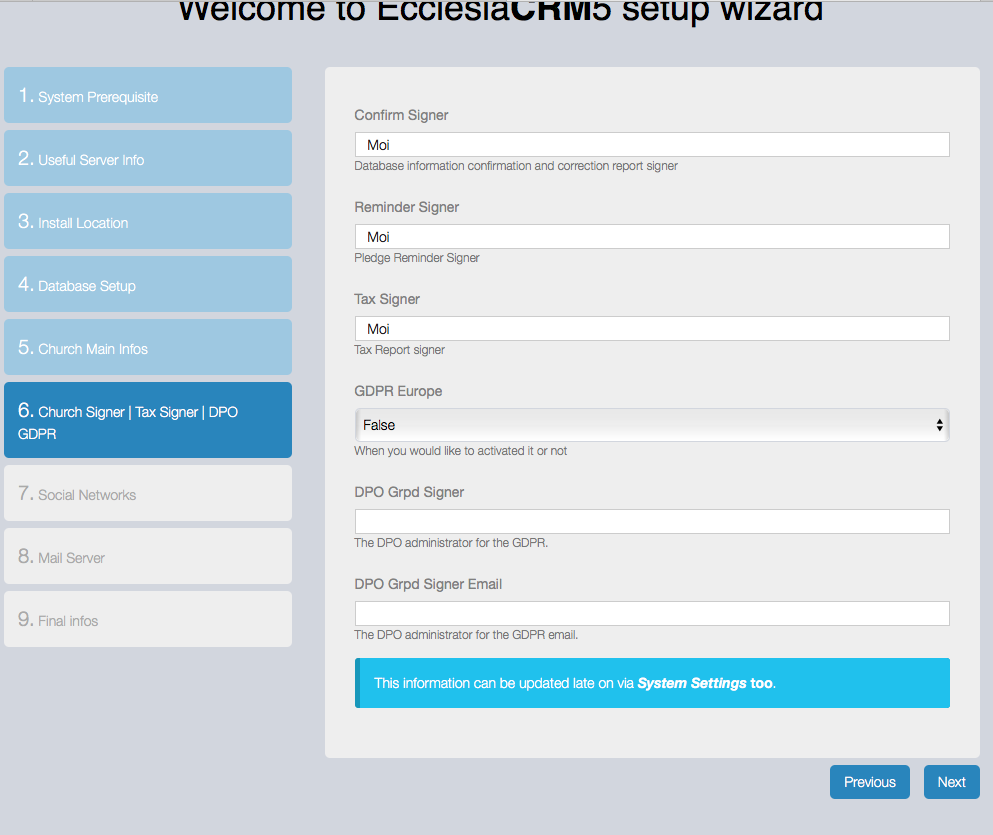 Welcome to EcclesiaCRM5 setup wizard
1. System Prerequisite
2. Useful Server Info
3. Install Location
4. Database Setup
5. Church Main Infos
6. Church Signer | Tax Signer | DPO
GDPR
7. Social Networks
8. Mail Server
9. Final infos
Confirm Signer
Moi
Database information confirmation and correction report signer
Reminder Signer
Moi
Pledge Reminder Signer
Tax Signer
Moi
Tax Report signer
GDPR Europe
False
When you would like to activated it or not
DPO Grpd Signer
The DPO administrator for the GDPR.
DPO Grpd Signer Email
The DPO administrator for the GDPR email.
This information can be updated late on via System Settings too.
Previous
Next